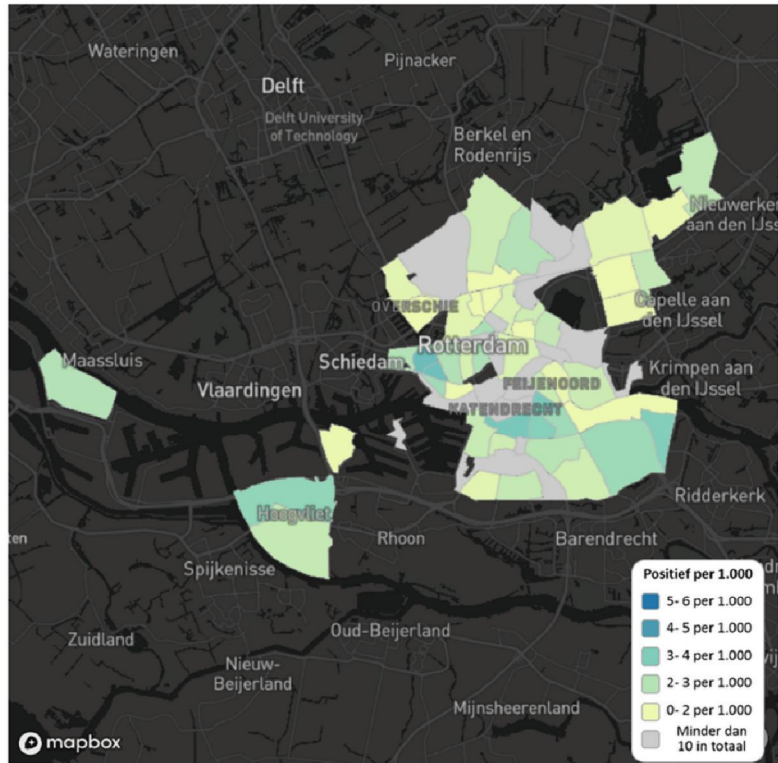 Wateringen
Pijnacker
Delft
Delft University
of Technology
Berkel en
Rodenrijs
Nieuwerker
aan den IJss
OVERSCHIE
Capelle aan
den IJssel
Maassluis
Schiedam
Rotterdam
Vlaardingen
FEIJENOORD
Krimpen aan
den IJssel
KATENDRECHT
Ridderkerk
Hoogvliet
Rhoon
Barendrecht
ten
Spijkenisse
Positief per 1.000
5- 6 per 1.000
4- 5 per 1.000
3- 4 per 1.000
2- 3 per 1.000
0- 2 per 1.000
Minder dan
10 in totaal
Zuidland
Oud-Beijerland
Nieuw-
Beijerland
Mijnsheerenland
mapbox